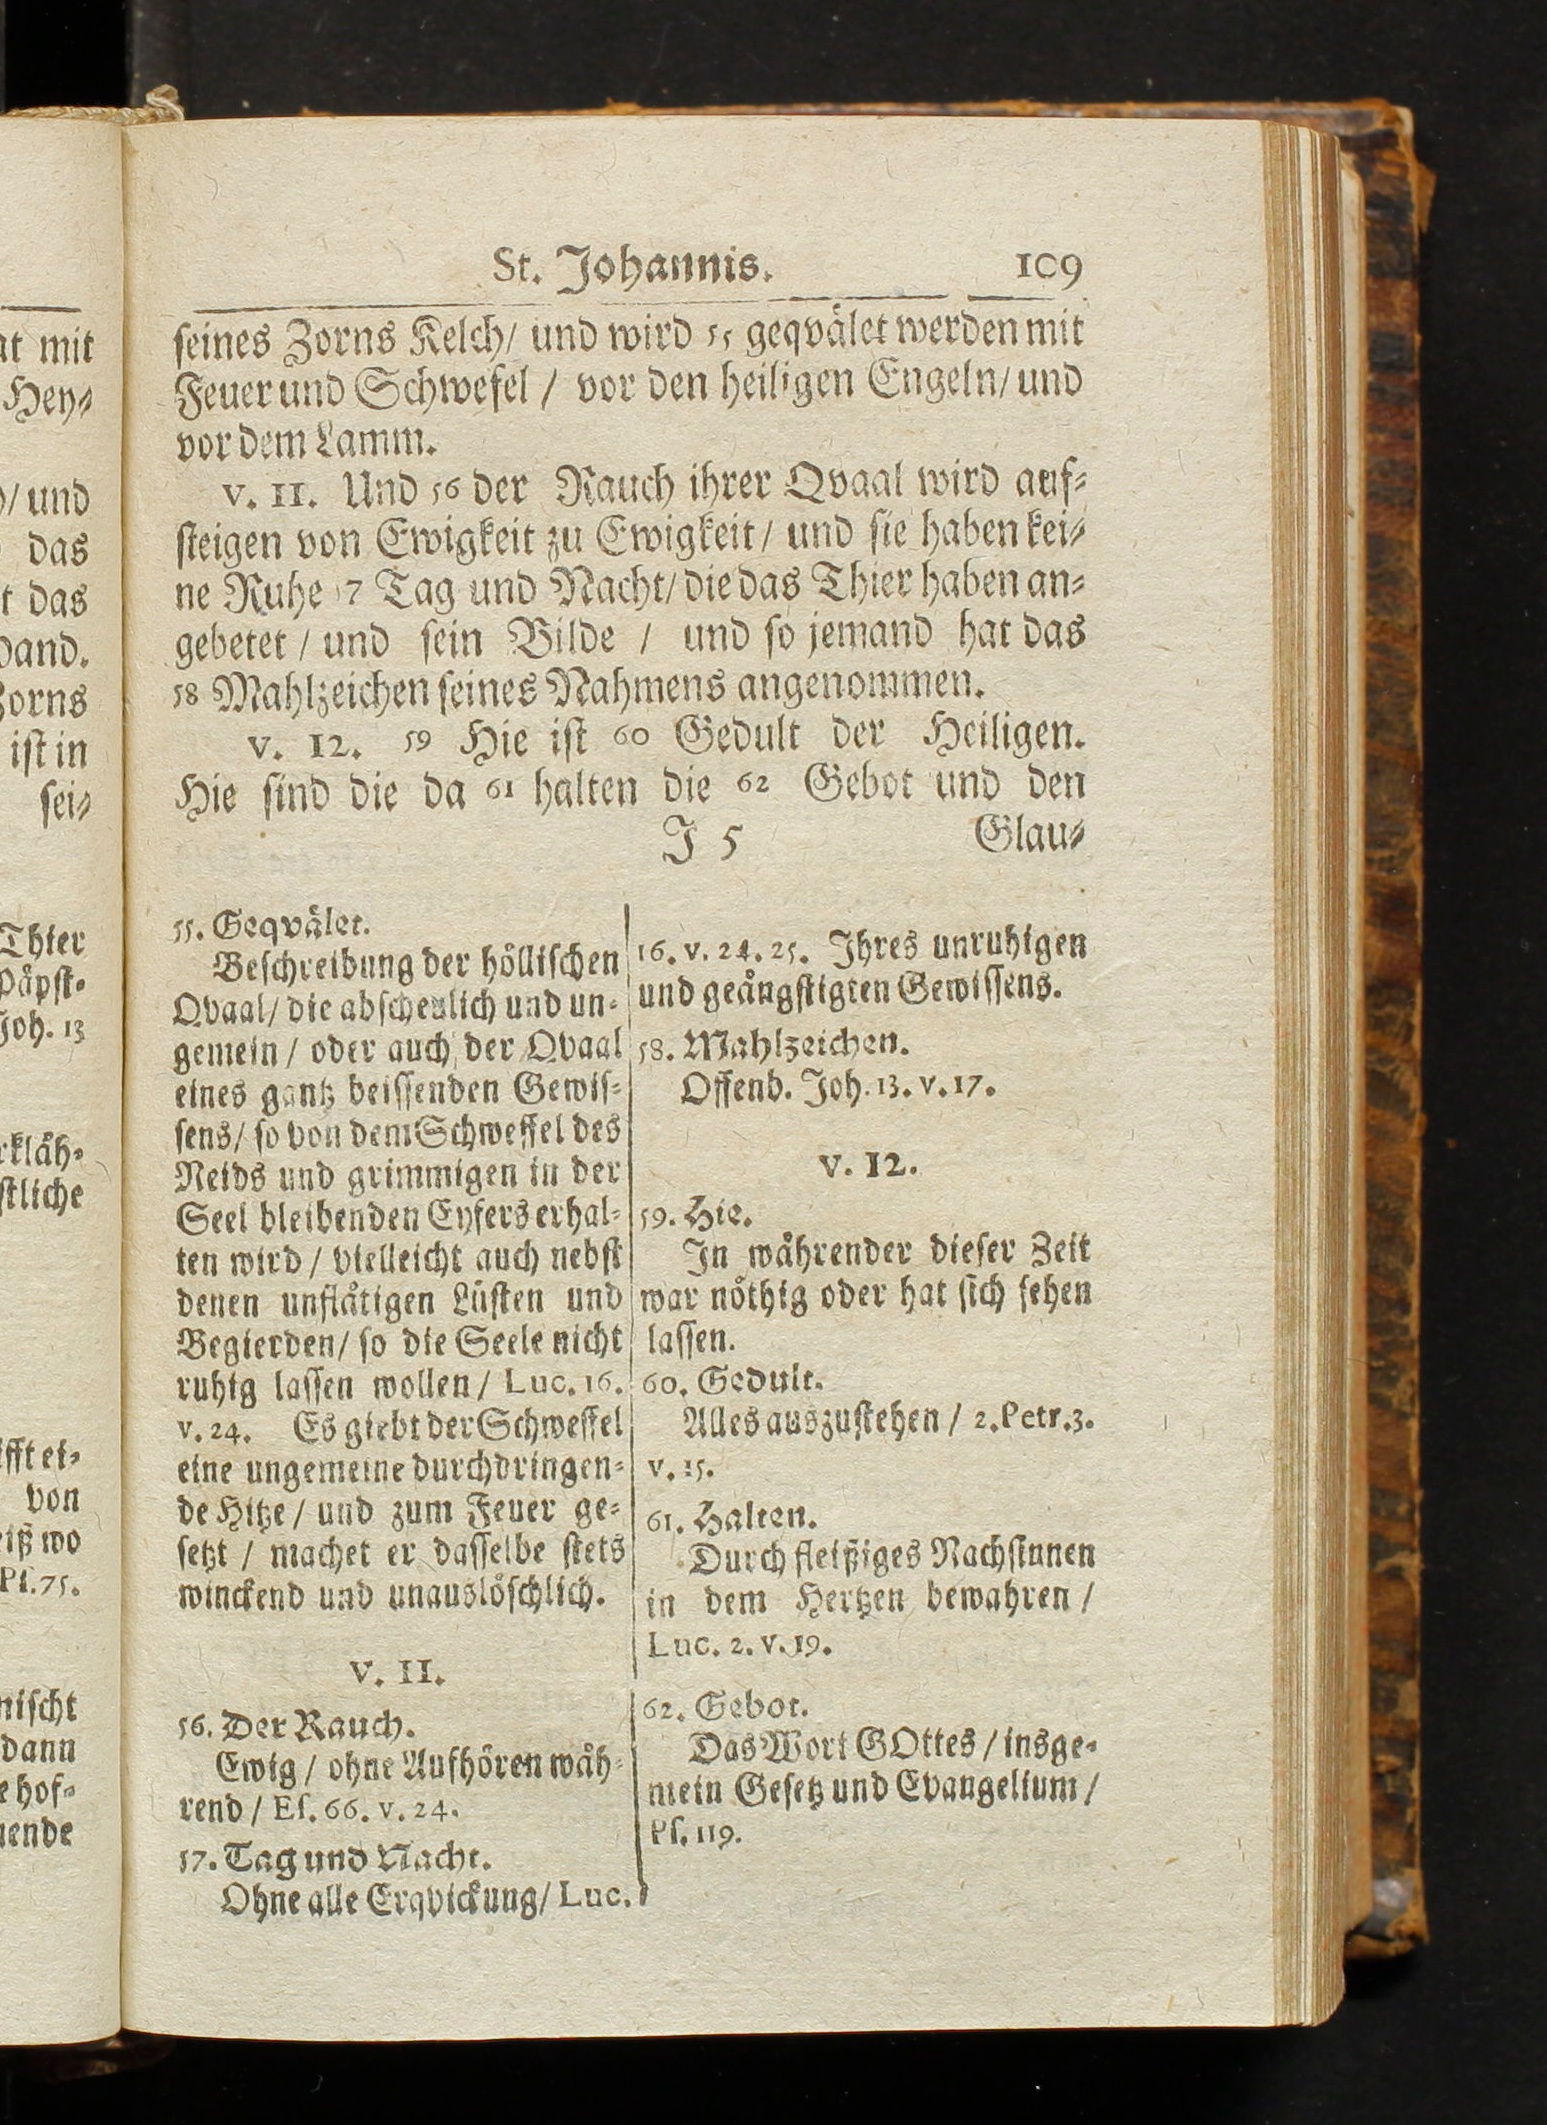 St. Johannis. 109
seines Zorns Kelch/ und wird 55 geqvälet werden mit
Feuer und Schwefel / vor den heiligen Engeln/ und
vor dem Lamm.
v. 11. Und 56 der Rauch ihrer Qvaal wird auf-
steigen von Ewigkeit zu Ewigkeit/ und sie haben kei-
ne Ruhe 57 Tag und Nacht/ die das Thier haben an-
gebetet / und sein Bilde / und so jemand hat das
58 Mahlzeichen seines Nahmens angenommen.
v. 12. 59 Hie ist 60 Gedult der Heiligen.
Hie sind die da 61 halten die 62 Gebot und den
J 5 Glau-
55. Geqvälet.
Beschreibung der höllischen
Qvaal/ die abscheulich und un-
gemein / oder auch der Qvaal
eines gantz beissenden Gewis-
sens/ so von dem Schweffel des
Neids und grimmigen in der
Seel bleibenden Eyfers erhal-
ten wird / vielleicht auch nebst
denen unflätigen Lüsten und
Begierden/ so die Seele nicht
ruhig lassen wollen / Luc. 16.
v. 24. Es giebt der Schweffel
eine ungemeine durchdringen-
de Hitze / und zum Feuer ge-
setzt / machet er dasselbe stets
winckend und unauslöschlich.
v. 11.
56. Der Rauch.
Ewig / ohne Aufhören wäh-
rend / Es. 66. v. 24.
57. Tag und Nacht.
Ohne alle Erqvickung/ Luc.
16. v. 24. 25. Ihres unruhigen
und geängstigten Gewissens.
58. Mahlzeichen.
Offenb. Joh. 13. v. 17.
v. 12.
59. Hie.
In währender dieser Zeit
war nöthig oder hat sich sehen
lassen.
60. Gedult.
Alles auszustehen / 2. Petr. 3.
v. 15.
61. Halten.
Durch fleißiges Nachsinnen
in dem Hertzen bewahren /
Luc. 2. v. 19.
62. Gebot.
Das Wort GOttes / insge-
mein Gesetz und Evangelium /
Ps. 119.